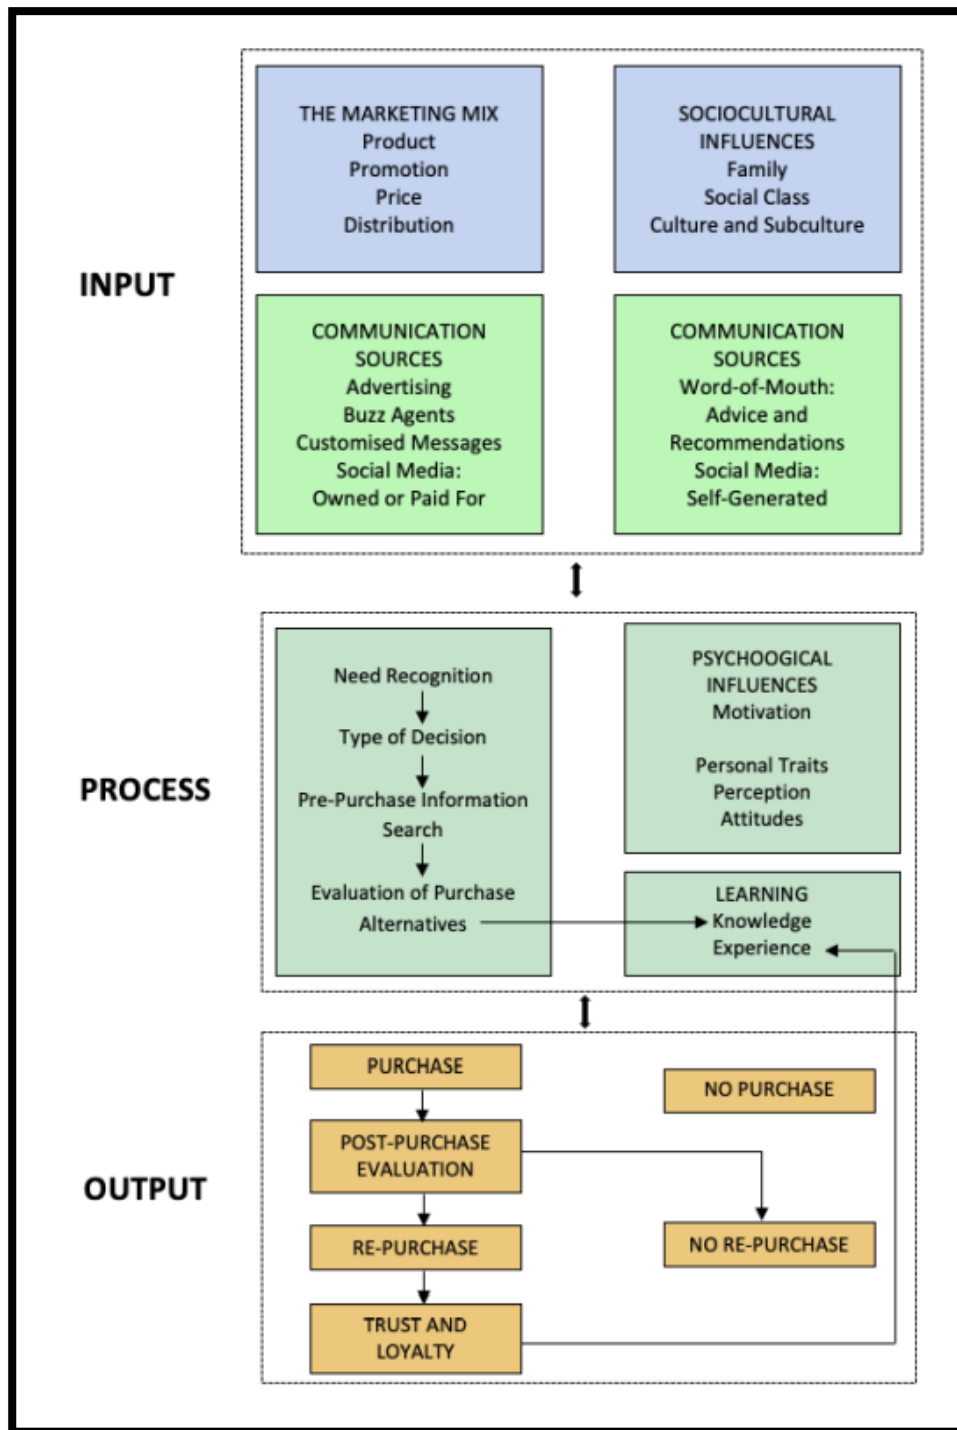 INPUT
THE MARKETING MIX
Product
Promotion
Price
Distribution
SOCIOCULTURAL
INFLUENCES
Family
Social Class
Culture and Subculture
COMMUNICATION
SOURCES
Advertising
Buzz Agents
Customised Messages
Social Media:
Owned or Paid For
COMMUNICATION
SOURCES
Word-of-Mouth:
Advice and
Recommendations
Social Media:
Self-Generated
PROCESS
Need Recognition
Type of Decision
Pre-Purchase Information
Search
Evaluation of Purchase
Alternatives
PSYCHOOGICAL
INFLUENCES
Motivation
Personal Traits
Perception
Attitudes
LEARNING
Knowledge
Experience
OUTPUT
PURCHASE
POST-PURCHASE
EVALUATION
RE-PURCHASE
TRUST AND
LOYALTY
NO PURCHASE
NO RE-PURCHASE